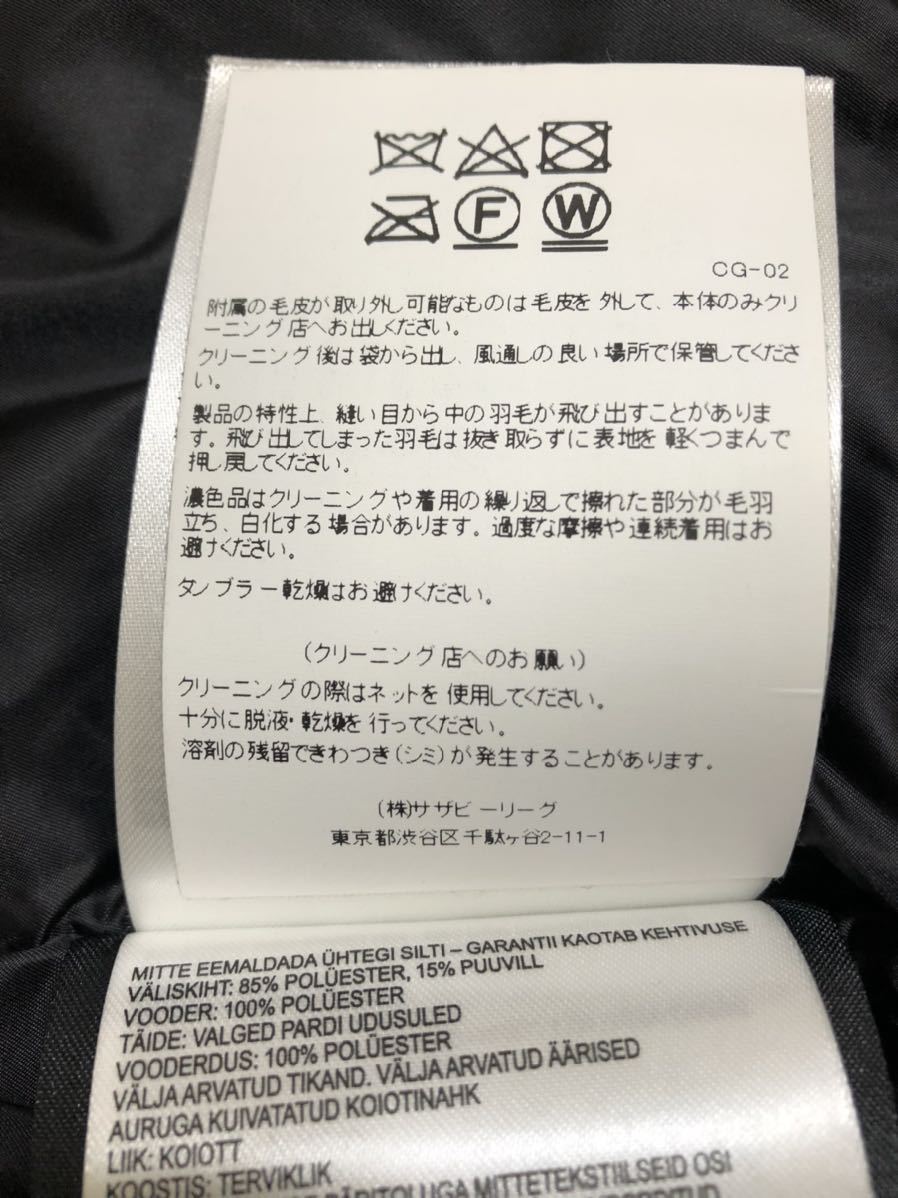 F W
CG-02
附属の毛皮が取り外し可能なものは毛皮を外して、本体のみクリ
ーニング店へお出しください。
クリーニング後は袋から出し、風通しの良い場所で保管してくださ
い。
製品の特性上、縫い目から中の羽毛が飛び出すことがありま
す。飛び出してしまった羽毛は抜き取らずに表地を軽くつまんで
押し戻してください。
濃色品はクリーニングや着用の繰り返しで擦れた部分が毛羽
立ち、白化する場合があります。過度な摩擦や連続着用はお
避けください。
タンブラー乾燥はお避けください。
(クリーニング店へのお願い)
クリーニングの際はネットを使用してください。
十分に脱液・乾燥を行ってください。
溶剤の残留できわつき(シミ)が発生することがあります。
(株)サザビーリーグ
東京都渋谷区千駄ヶ谷2-11-1
MITTE EEMALDADA ÜHTEGI SILTI – GARANTII KAOTAB KEHTIVUSE
VÄLISKIHT: 85% POLÜESTER, 15% PUUVILL
VOODER: 100% POLÜESTER
TÄIDE: VALGED PARDI UDUSULED
VOODERDUS: 100% POLÜESTER
VÄLJA ARVATUD TIKAND. VÄLJA ARVATUD ÄÄRISED
AURUGA KUIVATATUD KOIOTINAHK
LIIK: KOIOTT
KOOSTIS: TERVIKLIK
PÄRITOLUGA MITTETEKSTIILSEID OSI